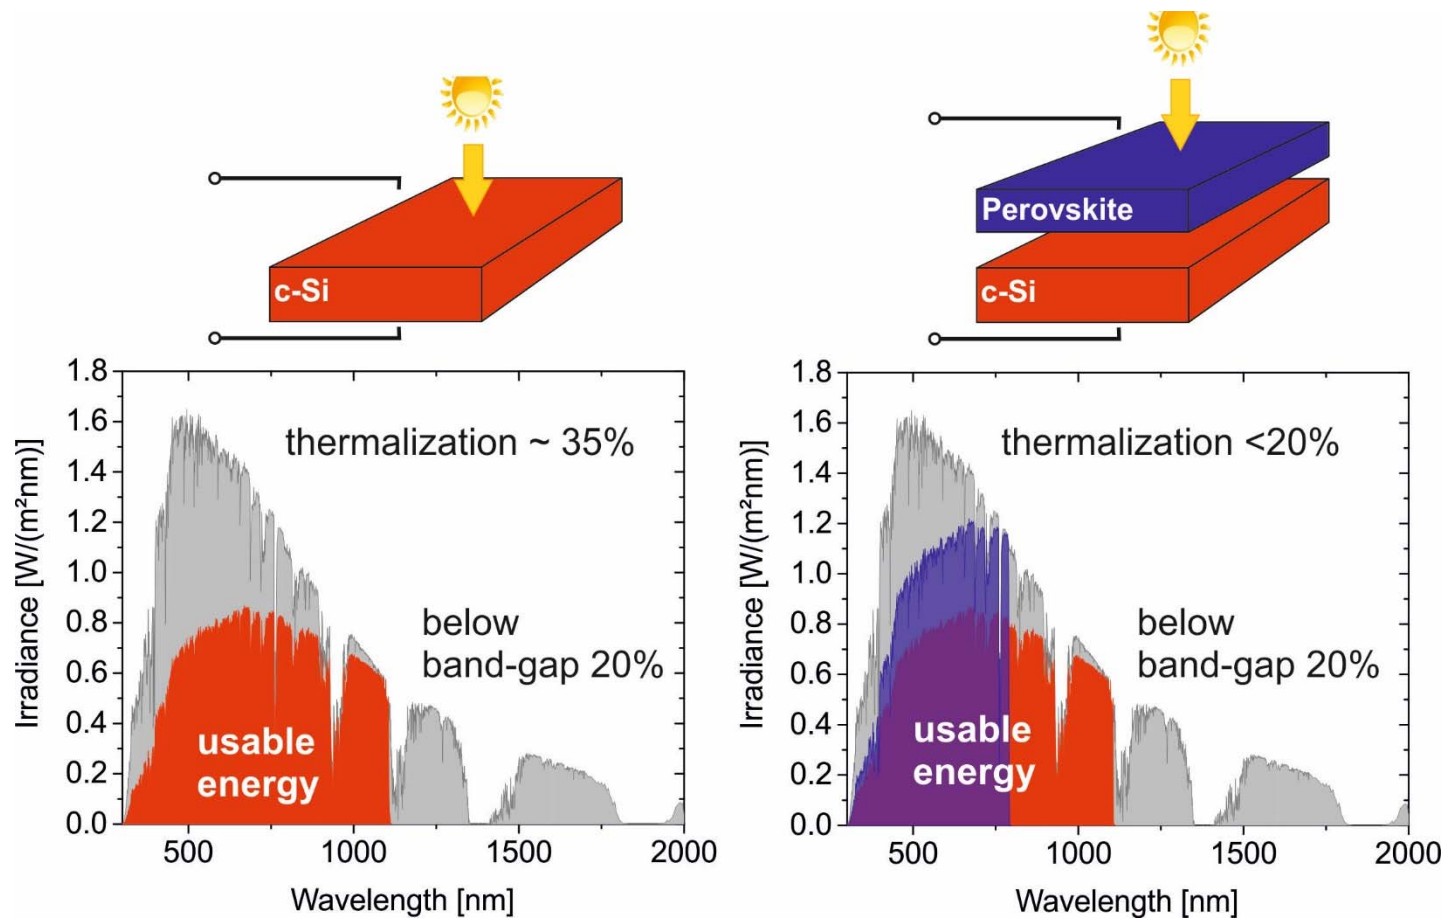 c-Si
Perovskite
c-Si
thermalization ~ 35%
below
band-gap 20%
usable
energy
Irradiance [W/(m²nm)]
1.8
1.6
1.4
1.2
1.0
0.8
0.6
0.4
0.2
0.0
500 1000 1500 2000
Wavelength [nm]
thermalization <20%
below
band-gap 20%
usable
energy
Irradiance [W/(m²nm)]
1.8
1.6
1.4
1.2
1.0
0.8
0.6
0.4
0.2
0.0
500 1000 1500 2000
Wavelength [nm]